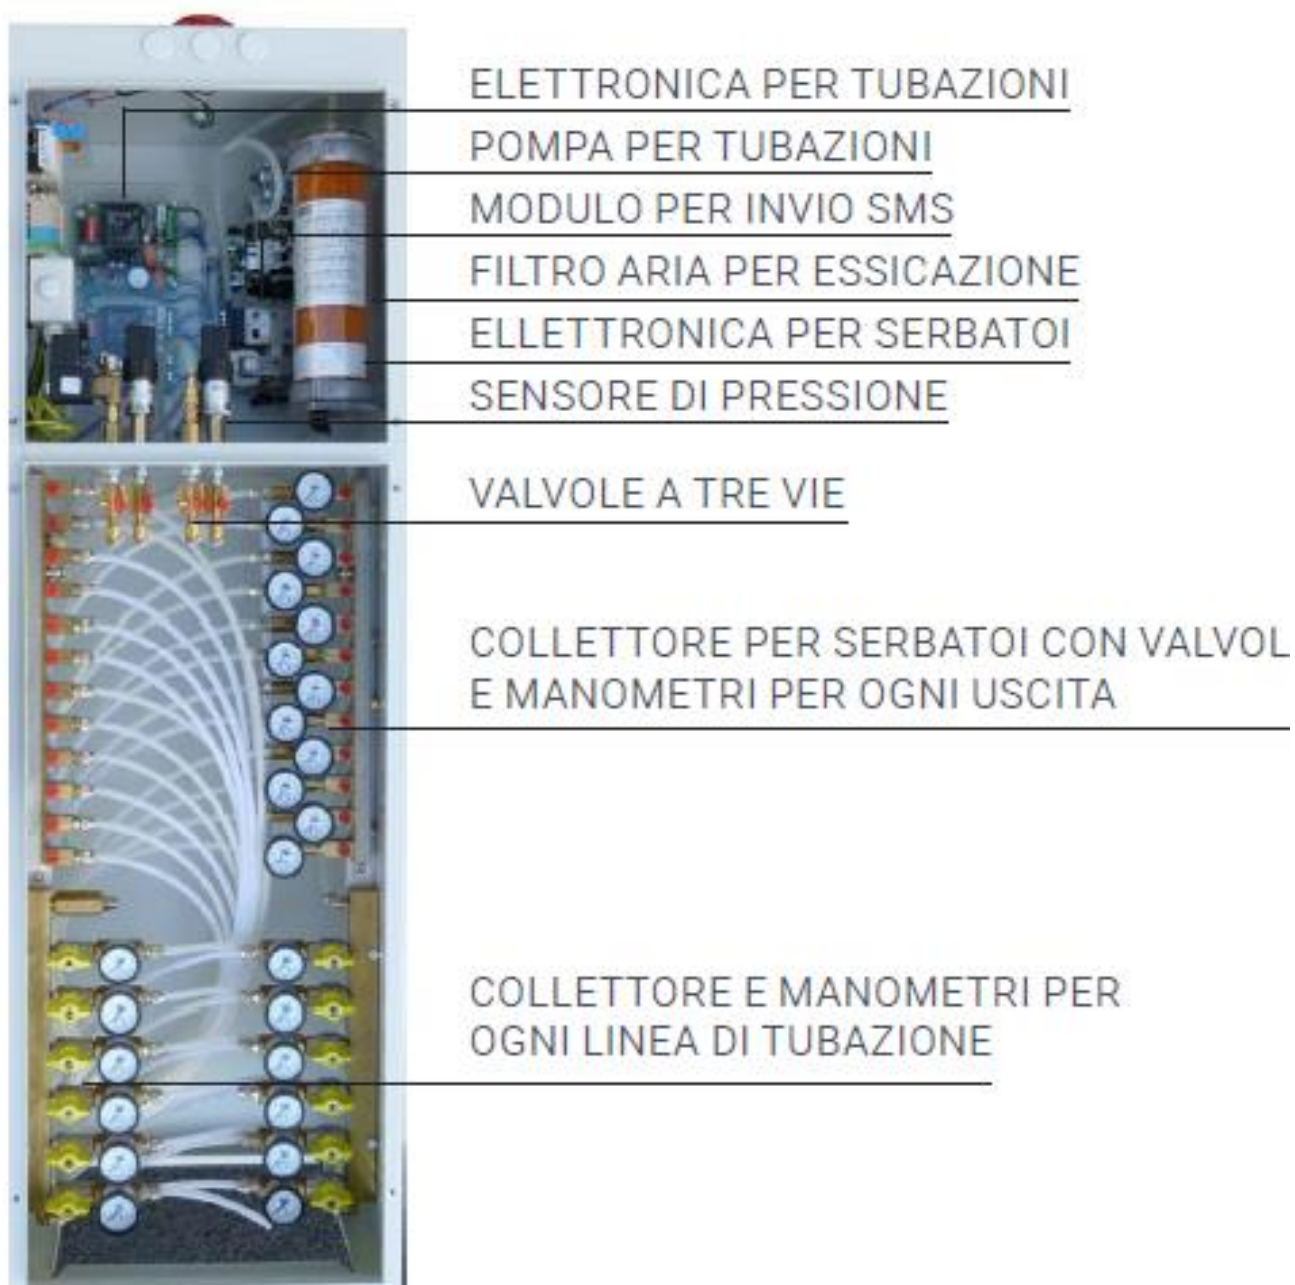 ELETTRONICA PER TUBAZIONI
POMPA PER TUBAZIONI
MODULO PER INVIO SMS
FILTRO ARIA PER ESSICAZIONE
ELLETTRONICA PER SERBATOI
SENSORE DI PRESSIONE
VALVOLE A TRE VIE
COLLETTORE PER SERBATOI CON VALVOL
E MANOMETRI PER OGNI USCITA
COLLETTORE E MANOMETRI PER
OGNI LINEA DI TUBAZIONE